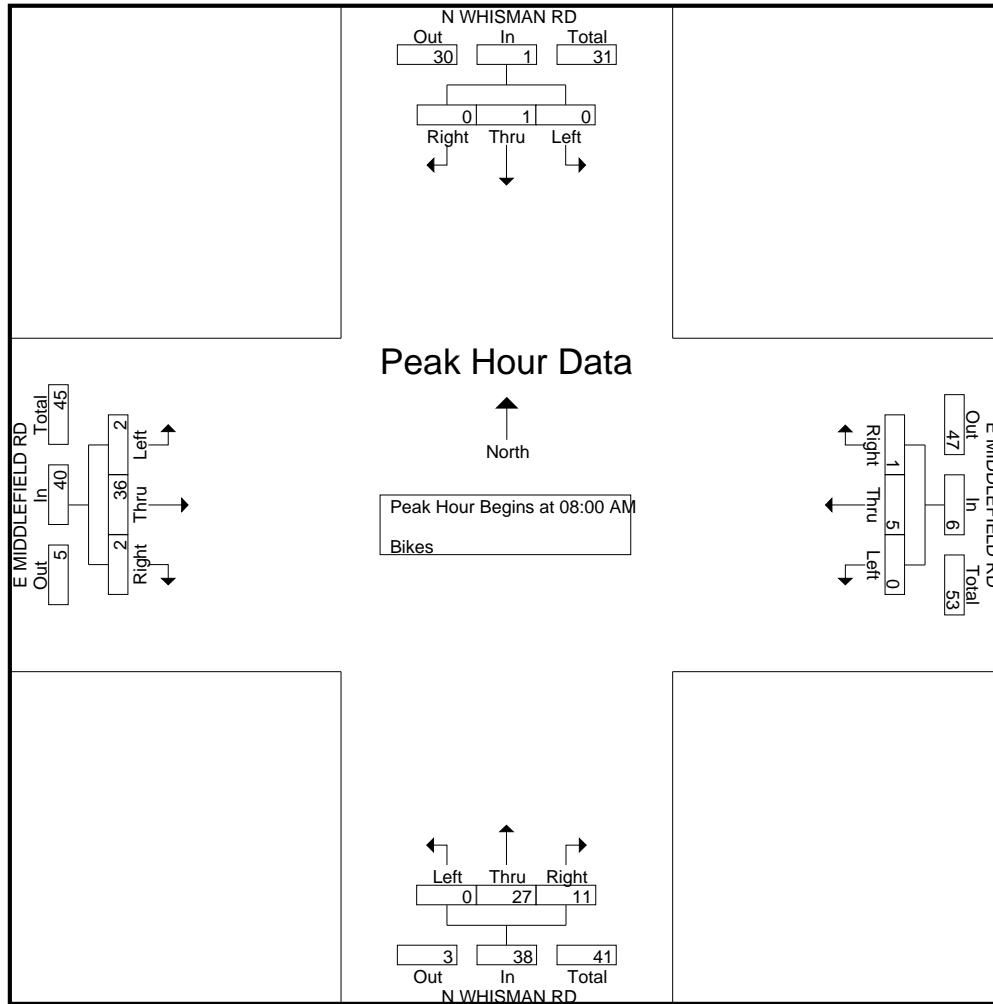 N WHISMAN RD
Out In Total
30 1 31
0 1 0
Right Thru Left
Peak Hour Data
North
Peak Hour Begins at 08:00 AM
Bikes
E MIDDLEFIELD RD
Total In Out
45 40 5
2 36 2
Left Thru Right
E MIDDLEFIELD RD
Out In Total
47 6 53
1 5 0
Right Thru Left
Left Thru Right
0 27 11
3 38 41
Out In Total
N WHISMAN RD